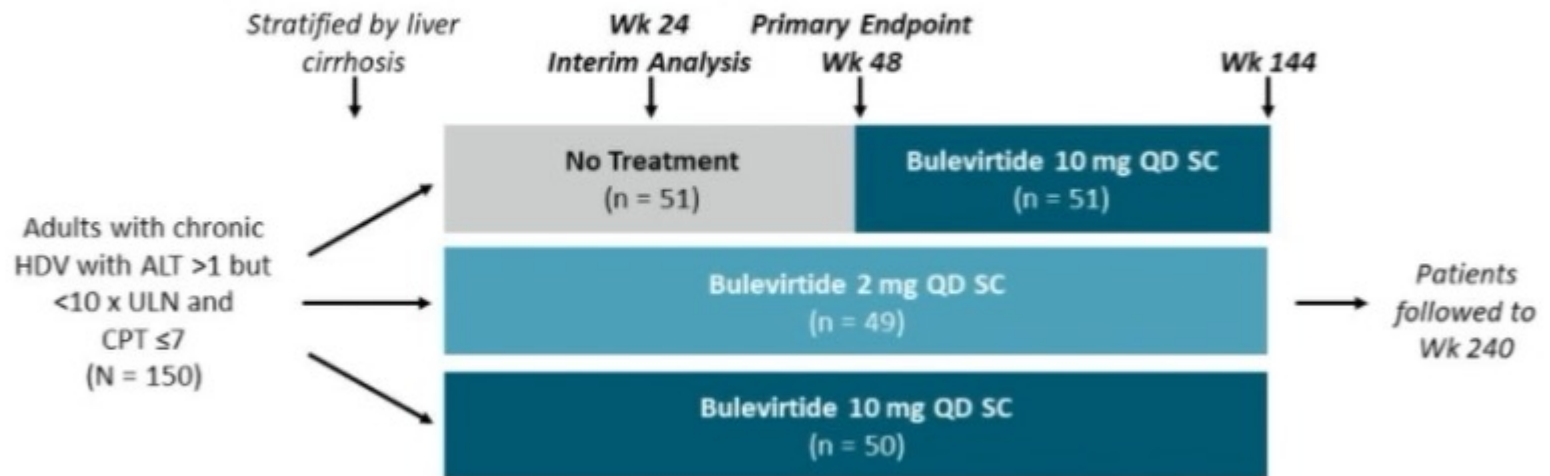 Stratified by liver
cirrhosis
Wk 24
Interim Analysis
Primary Endpoint
Wk 48
Wk 144
No Treatment
(n = 51)
Bulevirtide 10 mg QD SC
(n = 51)
Adults with chronic
HDV with ALT >1 but
<10 x ULN and
CPT ≤7
(N = 150)
Bulevirtide 2 mg QD SC
(n = 49)
Patients
followed to
Wk 240
Bulevirtide 10 mg QD SC
(n = 50)